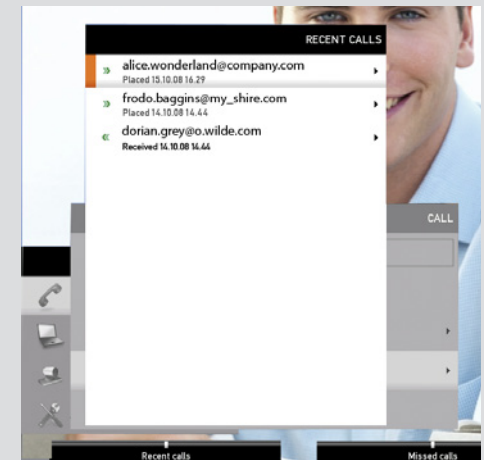 RECENT CALLS
alice.wonderland@company.com
Placed 15.10.08 16.29
frodo.baggins@my_shire.com
Placed 14.10.08 14.44
dorian.grey@o.wilde.com
Received 14.10.08 14.44
CALL
Recent calls
Missed calls